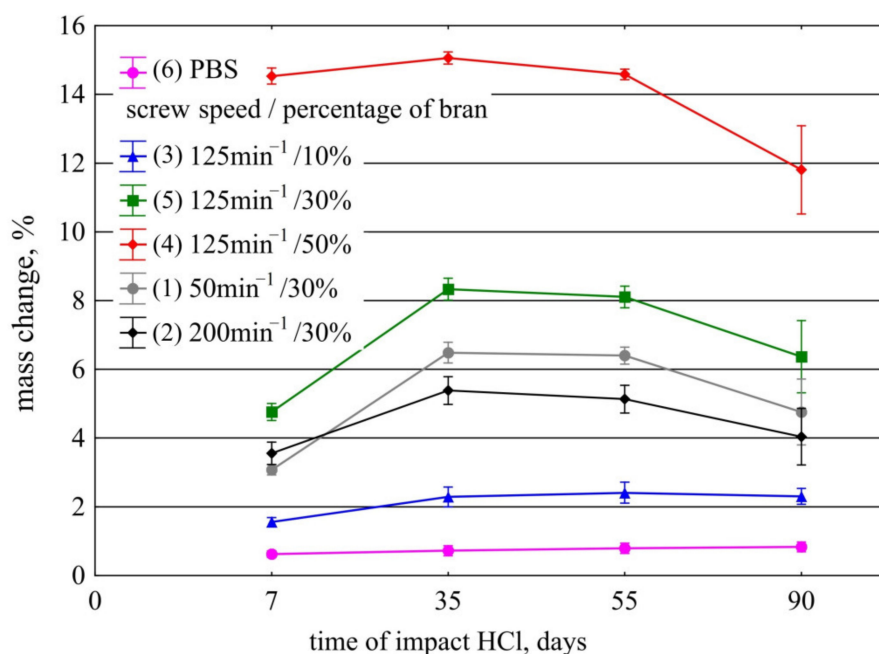 16
14
12
10
8
6
4
2
0
mass change, %
(6) PBS
screw speed / percentage of bran
(3) 125min⁻¹ /10%
(5) 125min⁻¹ /30%
(4) 125min⁻¹ /50%
(1) 50min⁻¹/30%
(2) 200min⁻¹/30%
0 7 35 55 90
time of impact HCl, days